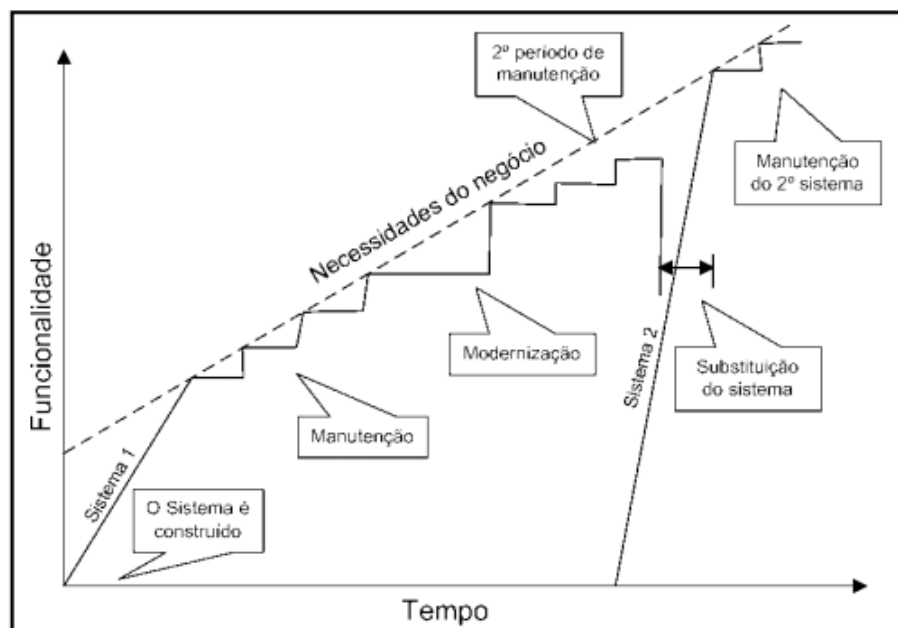 2º período de
manutenção
Manutenção
do 2º sistema
Necessidades do negócio
Funcionalidade
Modernização
Sistema 2
Substituição
do sistema
Manutenção
Sistema 1
O Sistema é
construído
Tempo